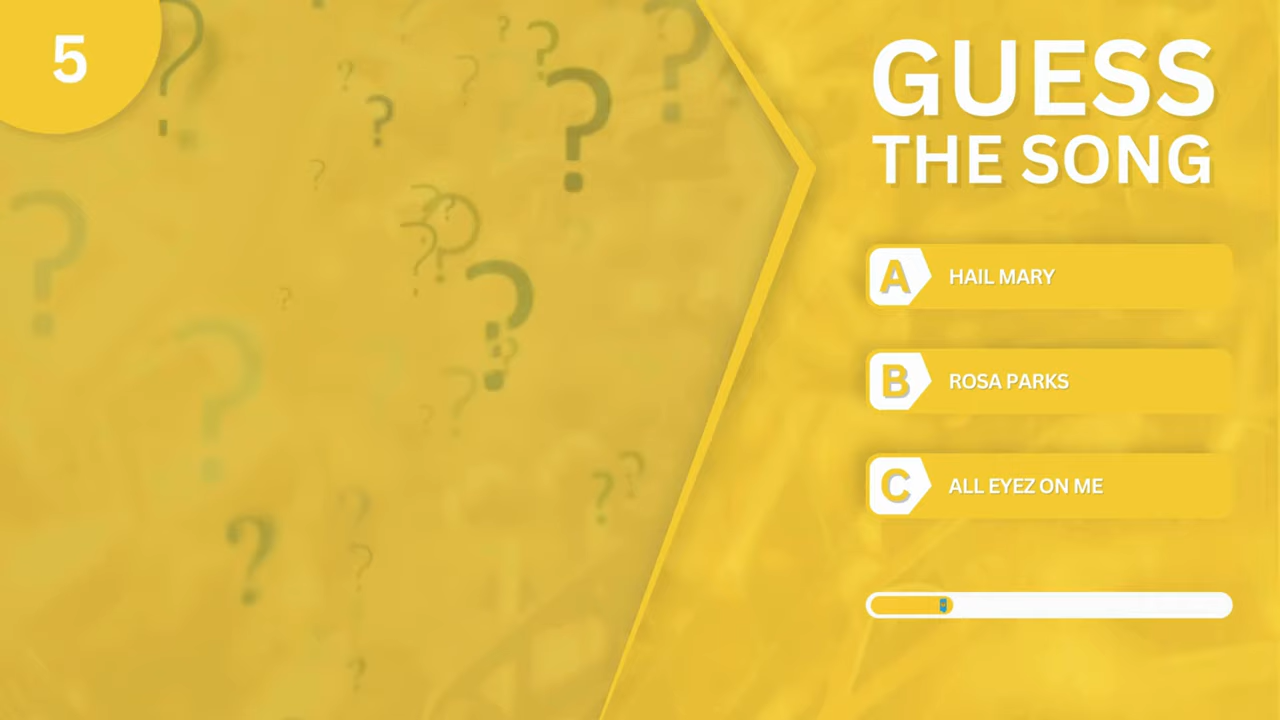 5
GUESS
THE SONG
A HAIL MARY
B ROSA PARKS
C ALL EYEZ ON ME